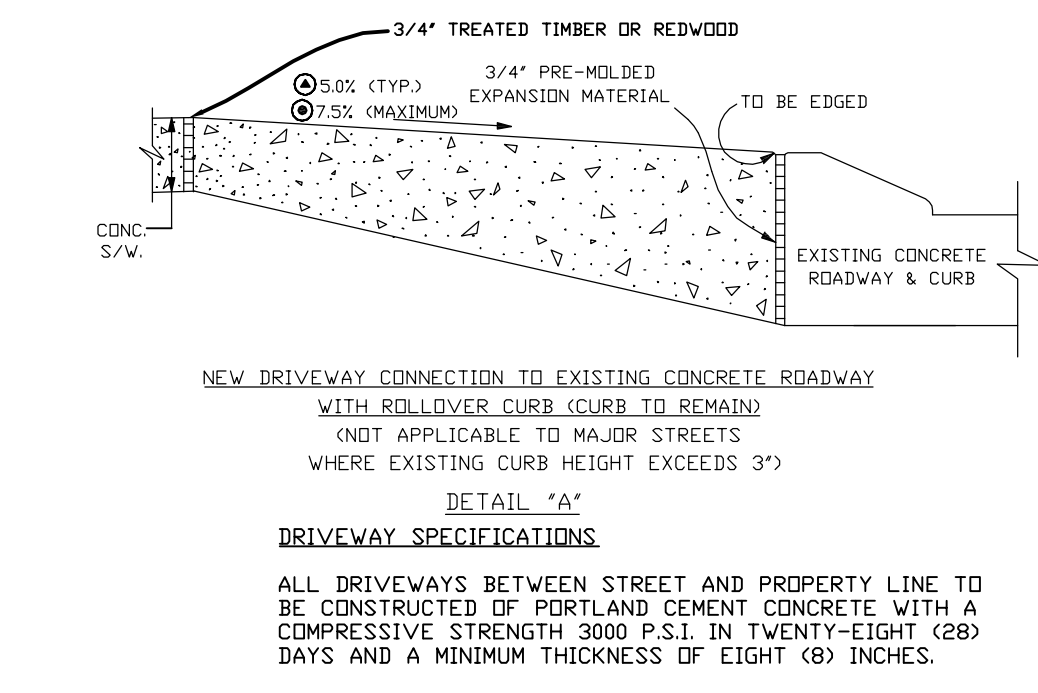 3/4" TREATED TIMBER OR REDWOOD
5.0% (TYP.)
7.5% (MAXIMUM)
3/4" PRE-MOLDED
EXPANSION MATERIAL
TO BE EDGED
CONC.
S/W.
EXISTING CONCRETE
ROADWAY & CURB
NEW DRIVEWAY CONNECTION TO EXISTING CONCRETE ROADWAY
WITH ROLLOVER CURB (CURB TO REMAIN)
(NOT APPLICABLE TO MAJOR STREETS
WHERE EXISTING CURB HEIGHT EXCEEDS 3")
DETAIL "A"
DRIVEWAY SPECIFICATIONS
ALL DRIVEWAYS BETWEEN STREET AND PROPERTY LINE TO
BE CONSTRUCTED OF PORTLAND CEMENT CONCRETE WITH A
COMPRESSIVE STRENGTH 3000 P.S.I. IN TWENTY-EIGHT (28)
DAYS AND A MINIMUM THICKNESS OF EIGHT (8) INCHES.